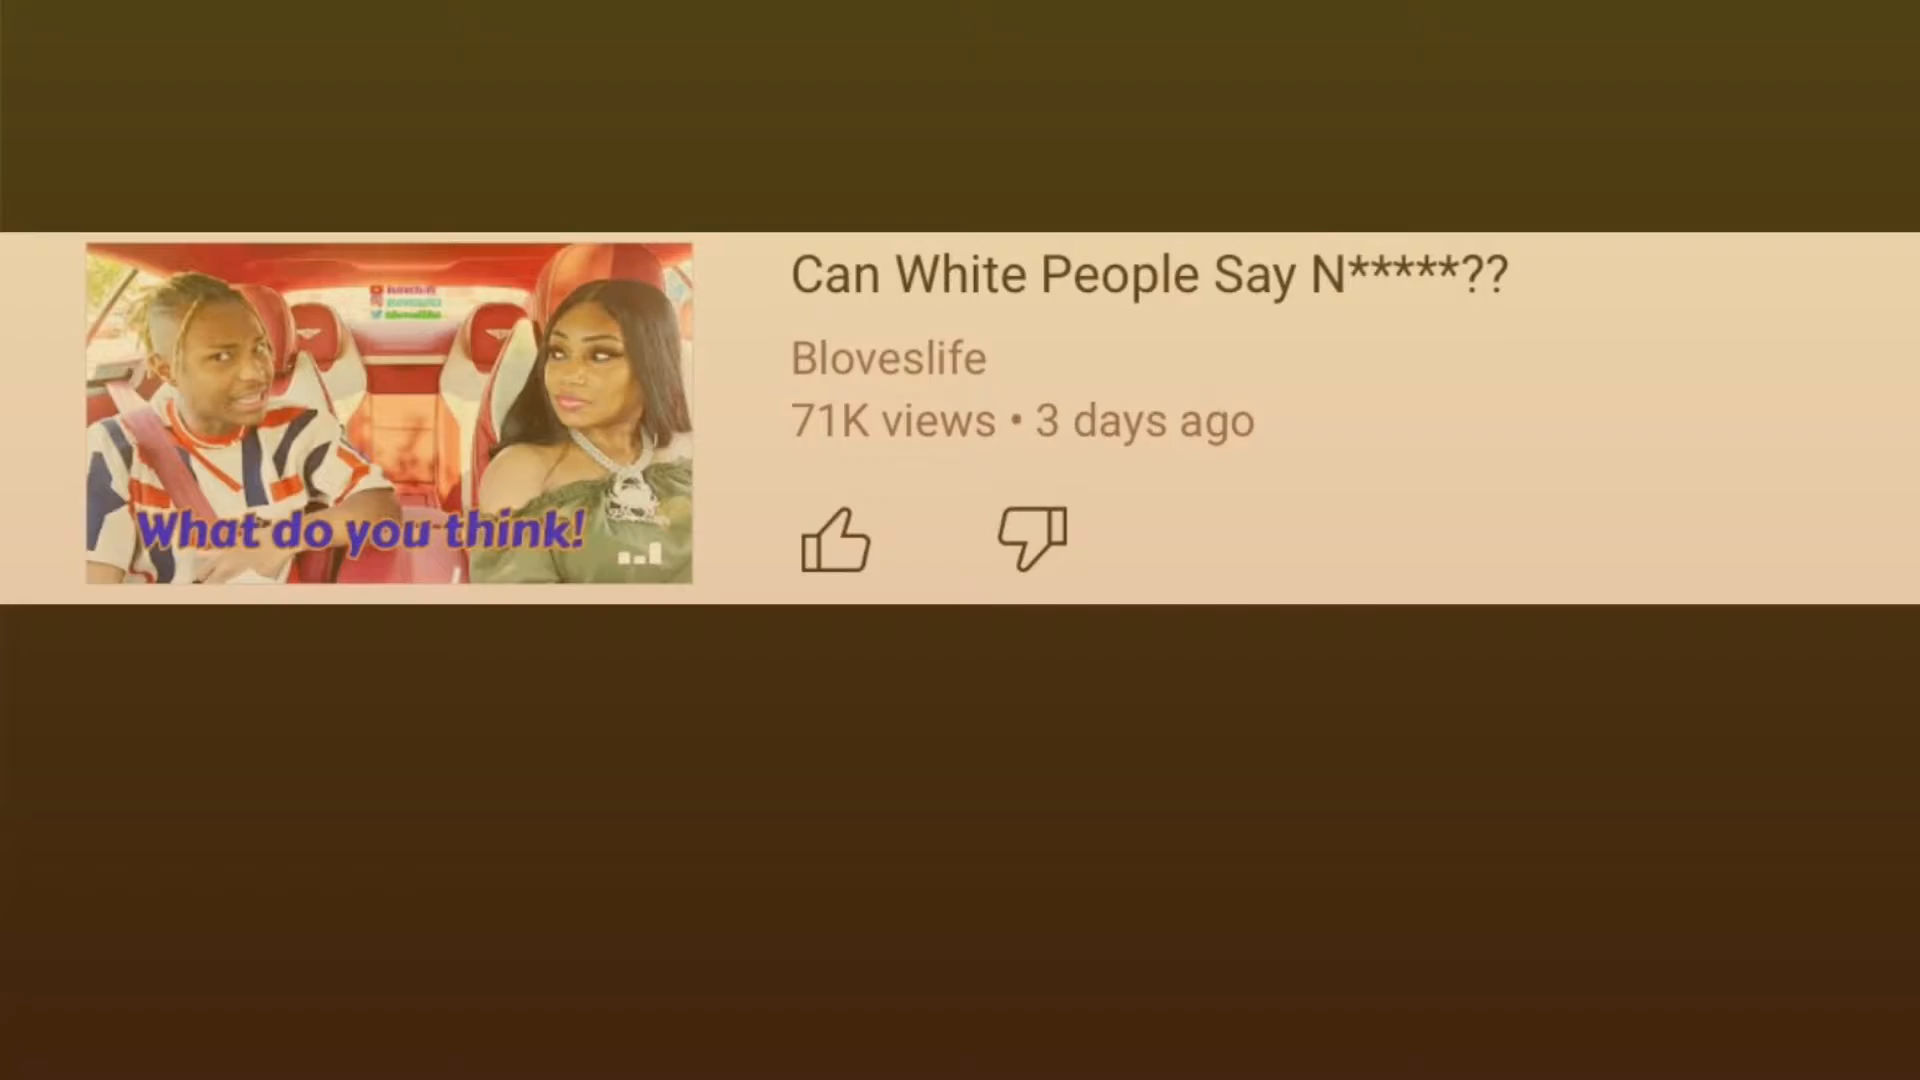 Can White People Say N*****??
Bloveslife
71K views • 3 days ago
What do you think!